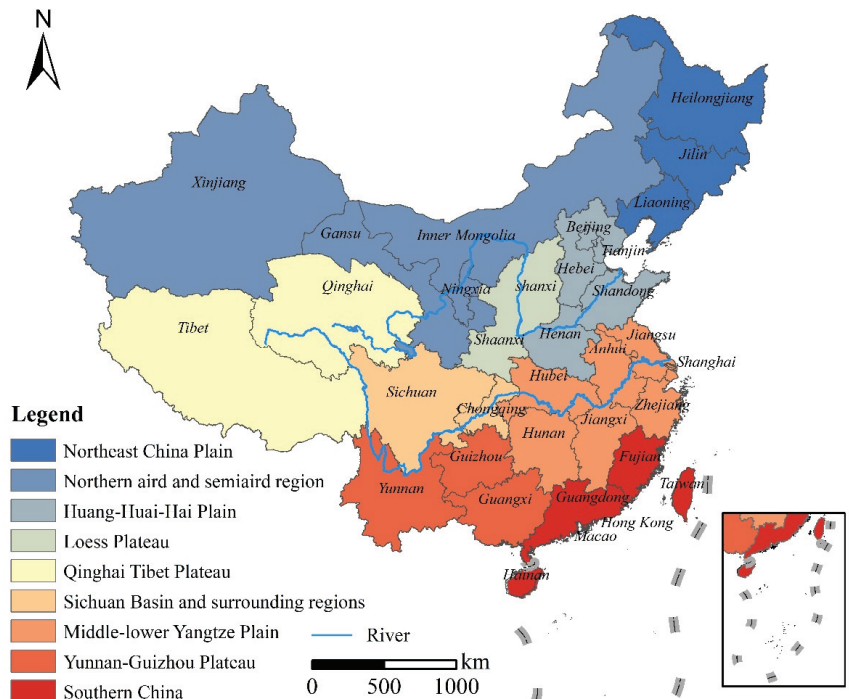 N
Heilongjiang
Jilin
Xinjiang
Liaoning
Beijing
Gansu
Inner Mongolia
Tianjin
Hebei
Qinghai
Ningxia
shanxi
Shandong
Tibet
Shaanxi
Henan
Jiangsu
Anhui
Shanghai
Hubei
Sichuan
Zhejiang
Chongqing
Jiangxi
Hunan
Legend
Guizhou
Fujian
Northeast China Plain
Yunnan
Taiwan
Northern aird and semiaird region
Guangxi
Guangdong
Huang-Huai-Hai Plain
Hong Kong
Macao
Loess Plateau
Qinghai Tibet Plateau
Hainan
Sichuan Basin and surrounding regions
Middle-lower Yangtze Plain
River
Yunnan-Guizhou Platcau
km
Southern China
0 500 1000